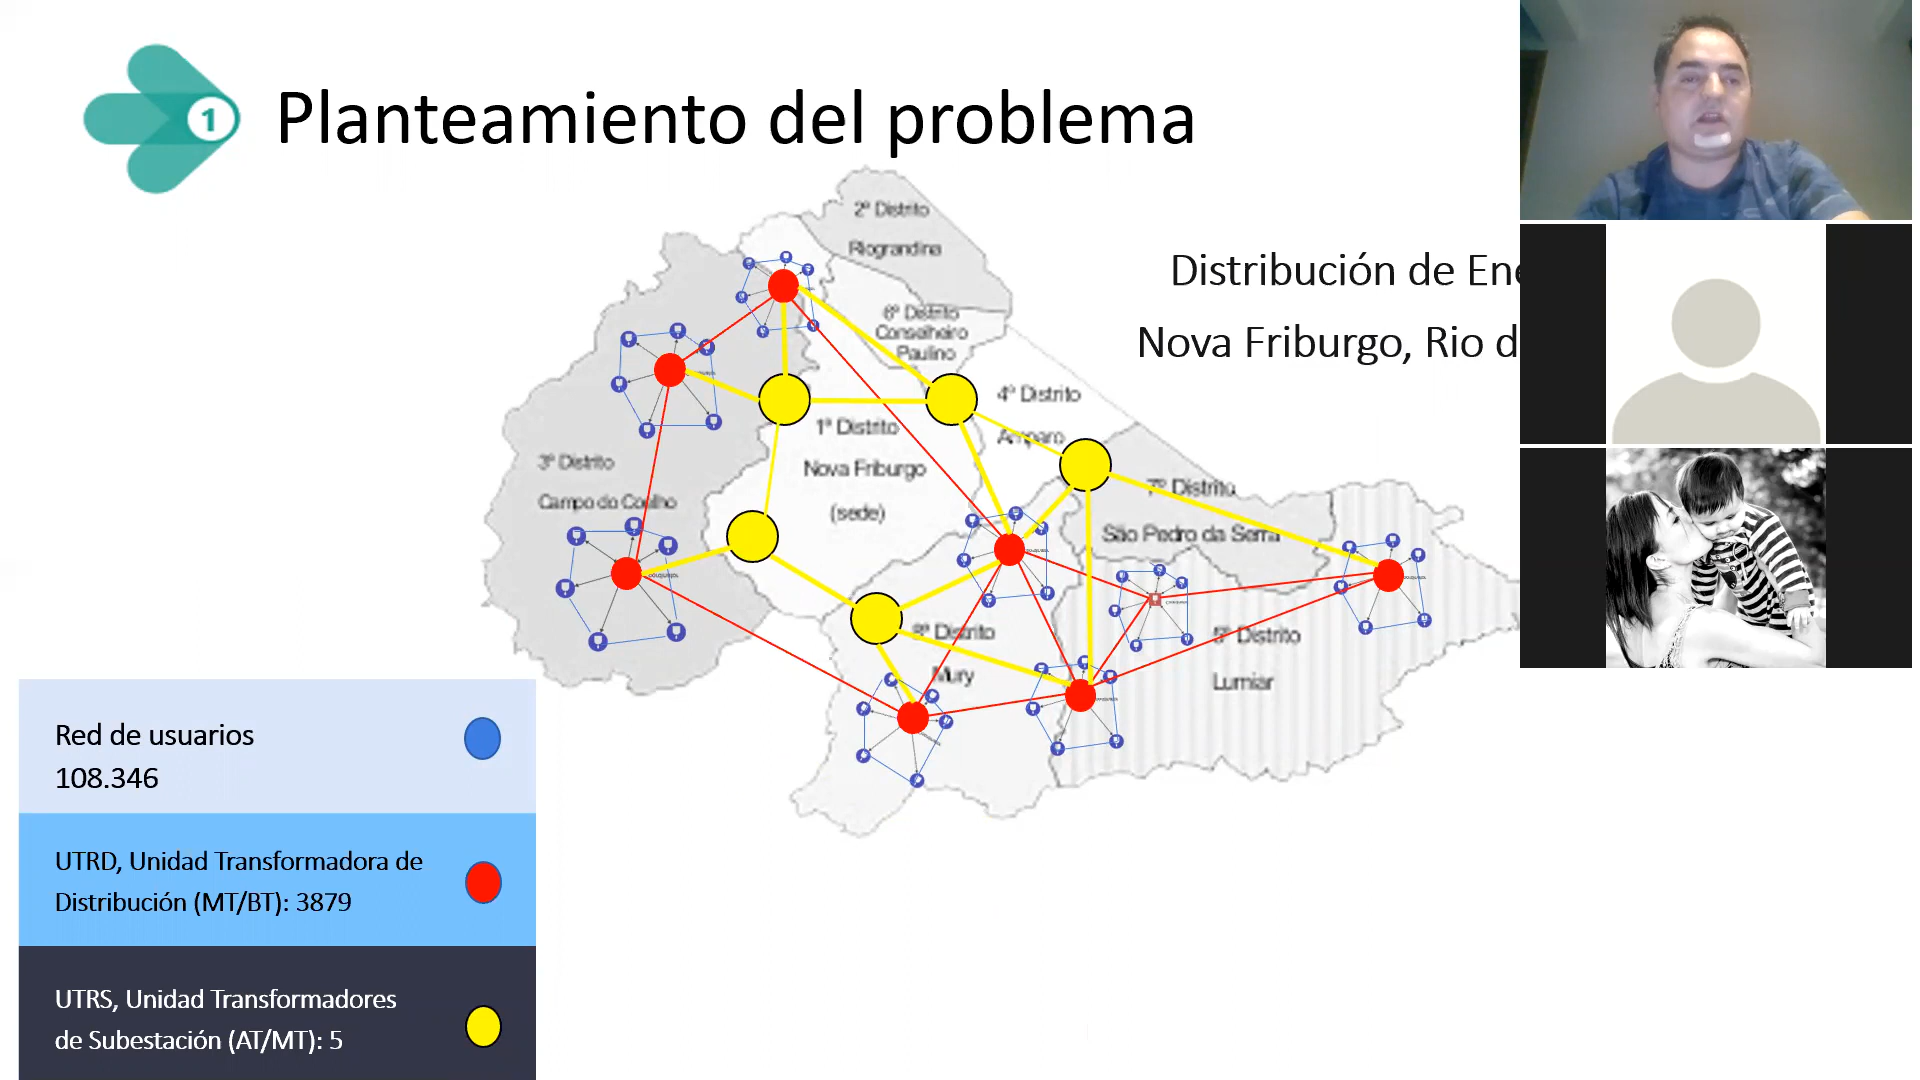 1
Planteamiento del problema
Distribución de Ene
Nova Friburgo, Rio d
2º Distrito
Riograndina
6º Distrito
Conselheiro
Paulino
4º Distrito
Amparo
1º Distrito
Nova Friburgo
(sede)
3º Distrito
Campo do Coelho
7º Distrito
São Pedro da Serra
8º Distrito
Mury
5º Distrito
Lumiar
Red de usuarios
108.346
UTRD, Unidad Transformadora de
Distribución (MT/BT): 3879
UTRS, Unidad Transformadores
de Subestación (AT/MT): 5